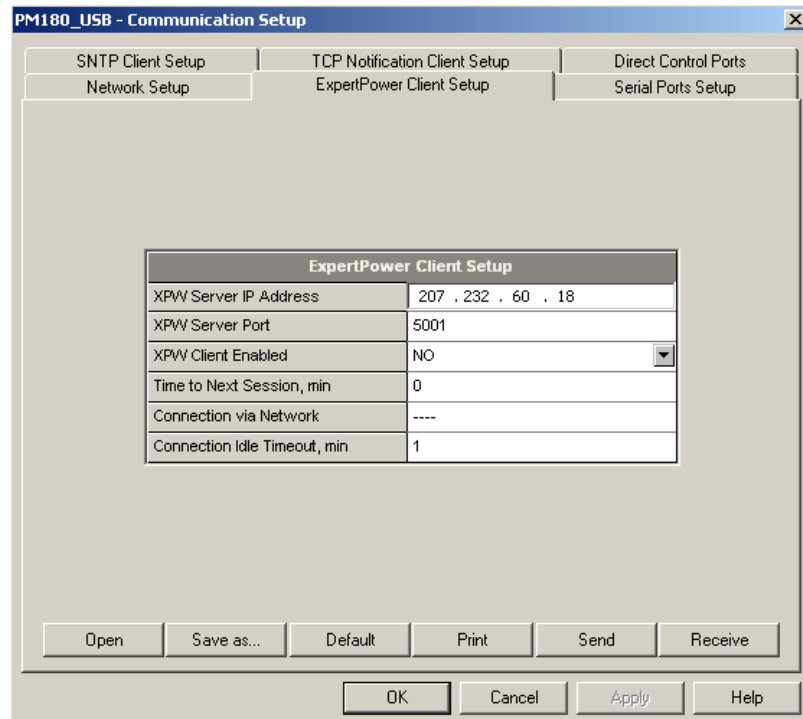 PM180_USB - Communication Setup
SNTP Client Setup TCP Notification Client Setup Direct Control Ports
Network Setup ExpertPower Client Setup Serial Ports Setup
ExpertPower Client Setup
XPW Server IP Address 207 . 232 . 60 . 18
XPW Server Port 5001
XPW Client Enabled NO
Time to Next Session, min 0
Connection via Network ----
Connection Idle Timeout, min 1
Open Save as... Default Print Send Receive
OK Cancel Apply Help